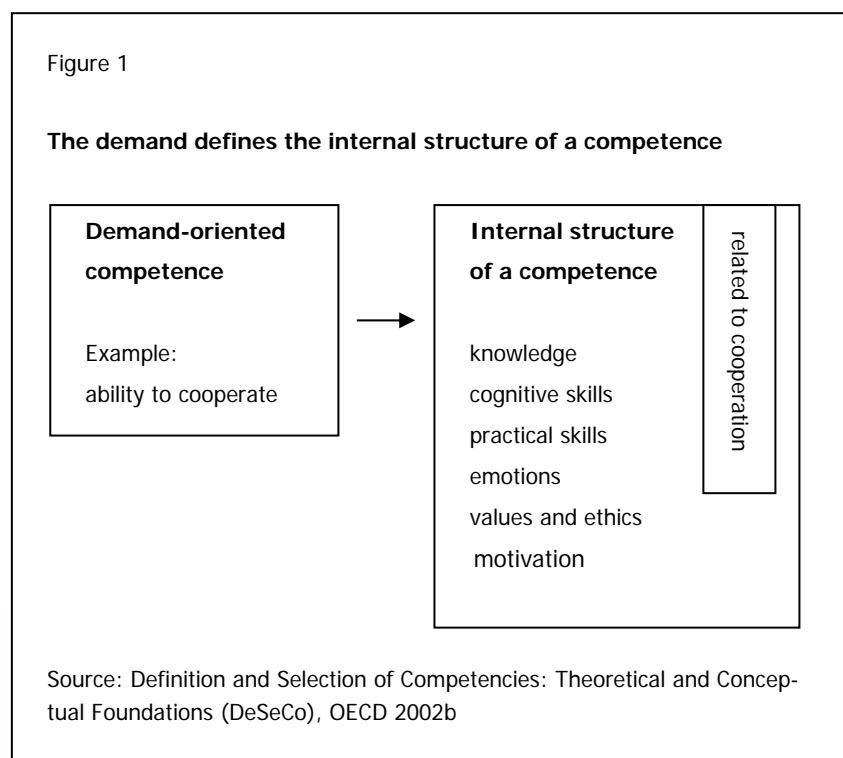 Figure 1
The demand defines the internal structure of a competence
Demand-oriented
competence
Example:
ability to cooperate
Internal structure
of a competence
knowledge
cognitive skills
practical skills
emotions
values and ethics
motivation
related to cooperation
Source: Definition and Selection of Competencies: Theoretical and Concep-
tual Foundations (DeSeCo), OECD 2002b